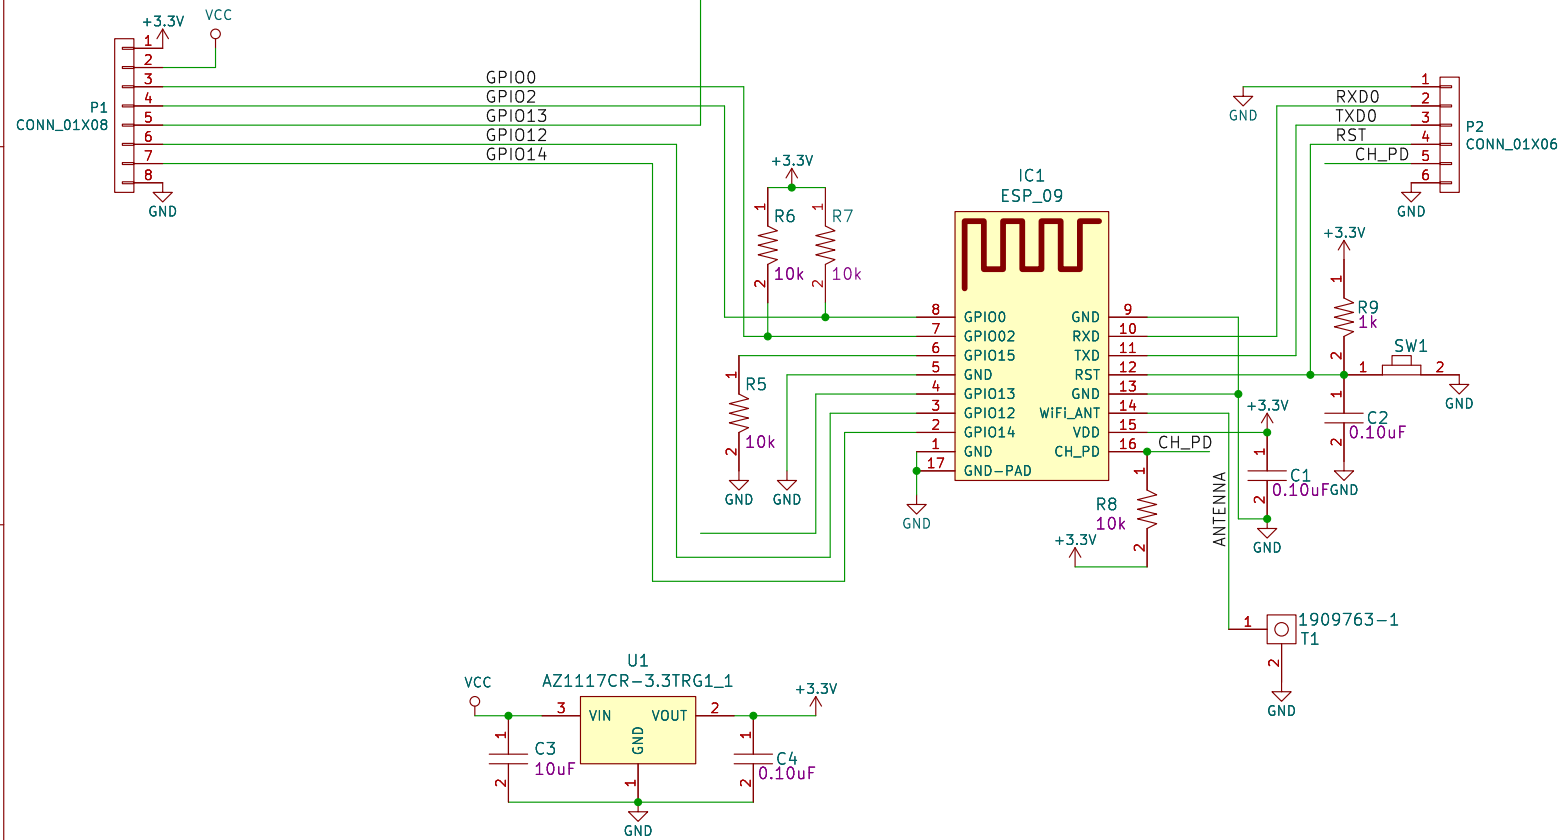 +3.3V
VCC
1
2
3
4
5
6
7
8
P1
CONN_01X08
GND
GPIO0
GPIO2
GPIO13
GPIO12
GPIO14
GND
1
2
3
4
5
6
RXD0
TXD0
RST
CH_PD
P2
CONN_01X06
GND
+3.3V
1
R6
10k
2
1
R7
10k
2
IC1
ESP_09
8 GPIO0
7 GPIO02
6 GPIO15
5 GND
4 GPIO13
3 GPIO12
2 GPIO14
1 GND
17 GND-PAD
GND 9
RXD 10
TXD 11
RST 12
GND 13
WiFi_ANT 14
VDD 15
CH_PD 16
1
R5
10k
2
GND
GND
GND
+3.3V
1
R9
1k
2
SW1
1
2
GND
1
C2
0.10uF
2
GND
+3.3V
1
C1
0.10uF
2
GND
CH_PD
1
R8
10k
2
+3.3V
ANTENNA
1
1909763-1
T1
2
GND
U1
AZ1117CR-3.3TRG1_1
VCC
3
VIN
VOUT
2
GND
1
+3.3V
1
C3
10uF
2
1
C4
0.10uF
2
GND